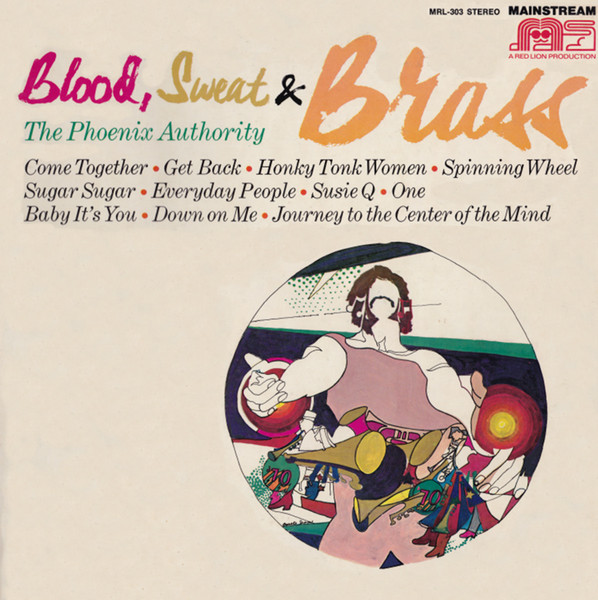 MRL-303 STEREO MAINSTREAM
A RED LION PRODUCTION
Blood, Sweat & Brass
The Phoenix Authority
Come Together • Get Back • Honky Tonk Women • Spinning Wheel
Sugar Sugar • Everyday People • Susie Q • One
Baby It's You • Down on Me • Journey to the Center of the Mind
70
70